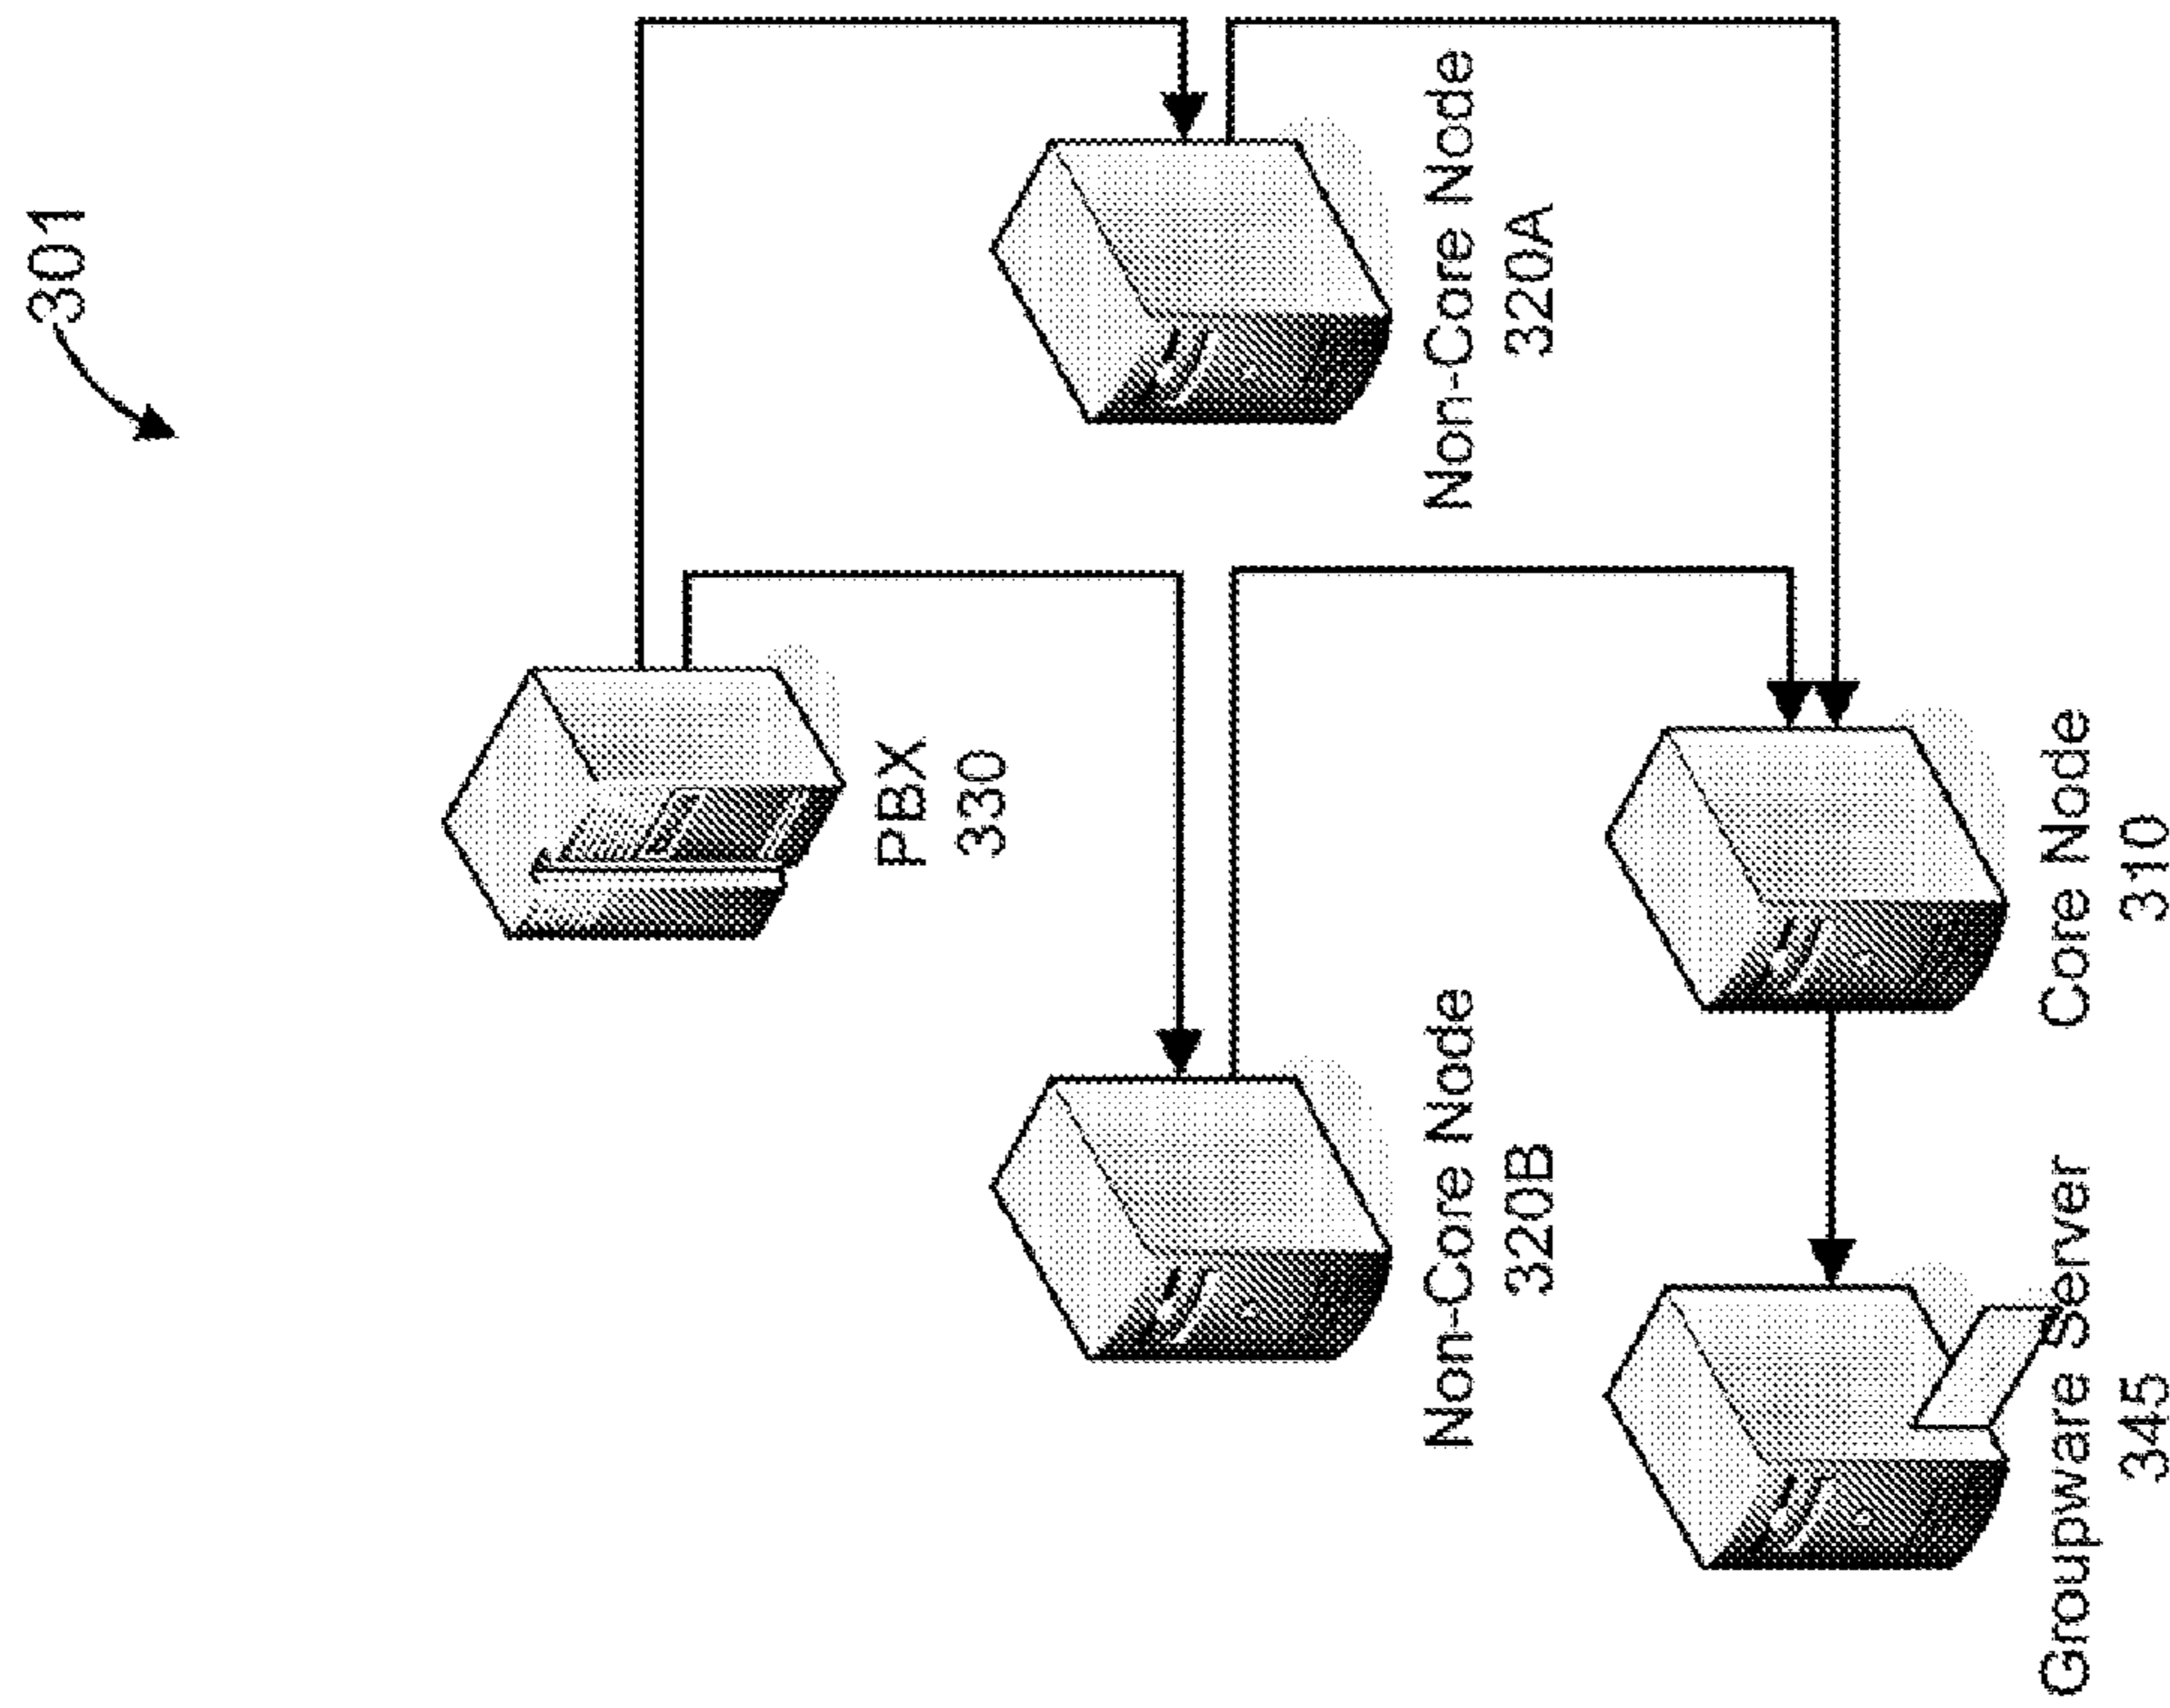 301
PBX
330
Non-Core Node
320B
Non-Core Node
320A
Groupware Server
345
Core Node
310